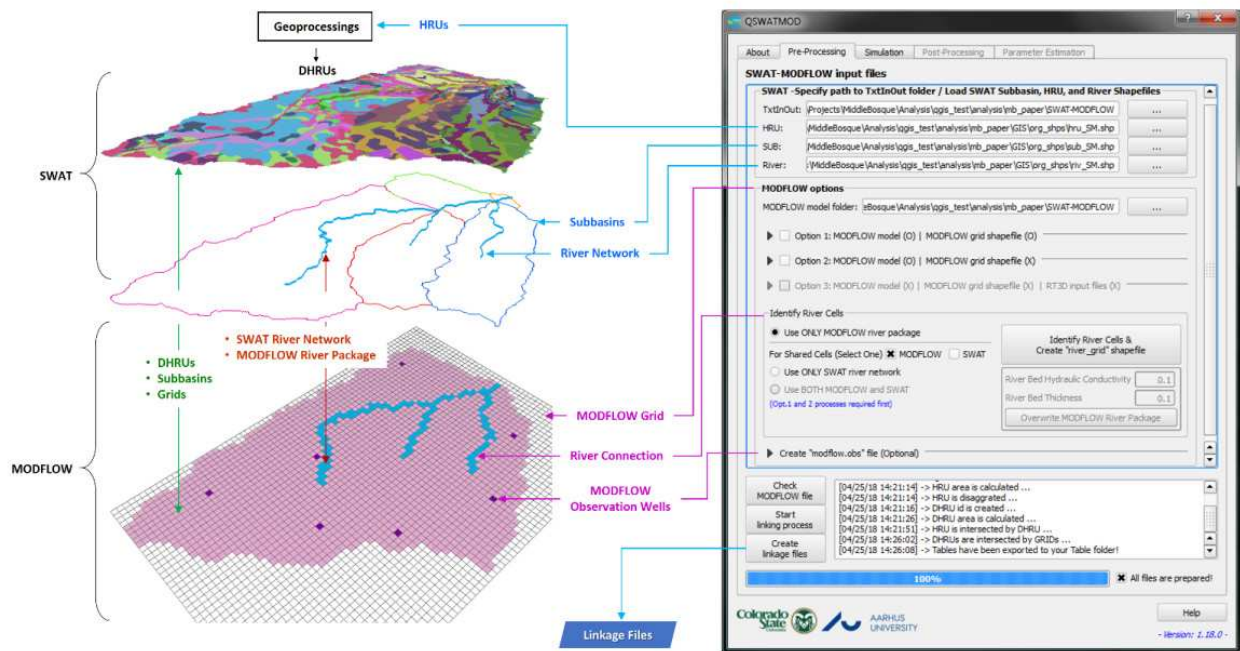 Geoprocessings
HRUs
DHRUs
SWAT
Subbasins
River Network
• SWAT River Network
• MODFLOW River Package
• DHRUs
• Subbasins
• Grids
MODFLOW
MODFLOW Grid
River Connection
MODFLOW
Observation Wells
Linkage Files
QSWATMOD
About
Pre-Processing
Simulation
Post-Processing
Parameter Estimation
SWAT-MODFLOW input files
SWAT -Specify path to TxtInOut folder / Load SWAT Subbasin, HRU, and River Shapefiles
TxtInOut: \Projects\MiddleBosque\Analysis\qgis_test\analysis\mb_paper\SWAT-MODFLOW ...
HRU: \MiddleBosque\Analysis\qgis_test\analysis\mb_paper\GIS\org_shps\hru_SM.shp ...
SUB: \MiddleBosque\Analysis\qgis_test\analysis\mb_paper\GIS\org_shps\sub_SM.shp ...
River: \MiddleBosque\Analysis\qgis_test\analysis\mb_paper\GIS\org_shps\riv_SM.shp ...
MODFLOW options
MODFLOW model folder: eBosque\Analysis\qgis_test\analysis\mb_paper\SWAT-MODFLOW ...
Option 1: MODFLOW model (O) | MODFLOW grid shapefile (O)
Option 2: MODFLOW model (O) | MODFLOW grid shapefile (X)
Option 3: MODFLOW model (X) | MODFLOW grid shapefile (X) | RT3D input files (X)
Identify River Cells
Use ONLY MODFLOW river package
For Shared Cells (Select One) MODFLOW SWAT
Use ONLY SWAT river network
Use BOTH MODFLOW and SWAT
(Opt.1 and 2 processes required first)
Identify River Cells &
Create "river_grid" shapefile
River Bed Hydraulic Conductivity 0.1
River Bed Thickness 0.1
Overwrite MODFLOW River Package
Create "modflow.obs" file (Optional)
Check
MODFLOW file
Start
linking process
Create
linkage files
[04/25/18 14:21:14] -> HRU area is calculated ...
[04/25/18 14:21:14] -> HRU is disaggrated ...
[04/25/18 14:21:16] -> DHRU id is created ...
[04/25/18 14:21:26] -> DHRU area is calculated ...
[04/25/18 14:21:51] -> HRU is intersected by DHRU ...
[04/25/18 14:26:02] -> DHRUs are intersected by GRIDs ...
[04/25/18 14:26:08] -> Tables have been exported to your Table folder!
100%
All files are prepared!
Colorado
State
AARHUS
UNIVERSITY
Help
- Version: 1.18.0 -